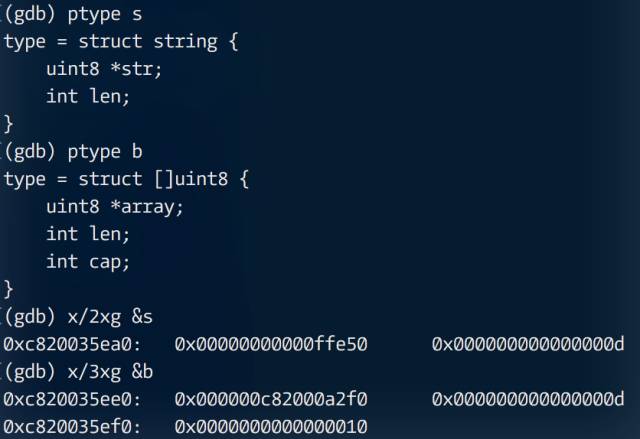 (gdb) ptype s
type = struct string {
    uint8 *str;
    int len;
}
(gdb) ptype b
type = struct []uint8 {
    uint8 *array;
    int len;
    int cap;
}
(gdb) x/2xg &s
0xc820035ea0:   0x00000000000ffe50      0x000000000000000d
(gdb) x/3xg &b
0xc820035ee0:   0x000000c82000a2f0      0x000000000000000d
0xc820035ef0:   0x0000000000000010